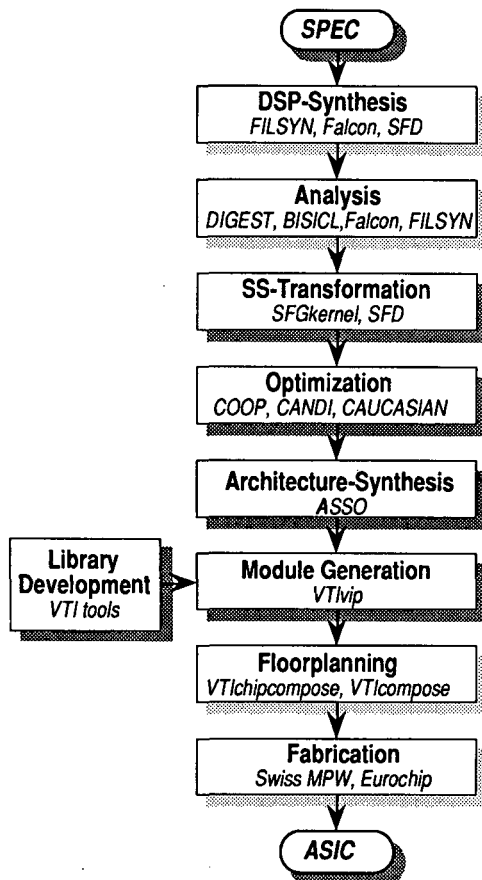 SPEC
DSP-Synthesis
FILSYN, Falcon, SFD
Analysis
DIGEST, BISICL,Falcon, FILSYN
SS-Transformation
SFGkernel, SFD
Optimization
COOP, CANDI, CAUCASIAN
Architecture-Synthesis
ASSO
Library
Development
VTI tools
Module Generation
VTIvip
Floorplanning
VTIchipcompose, VTIcompose
Fabrication
Swiss MPW, Eurochip
ASIC